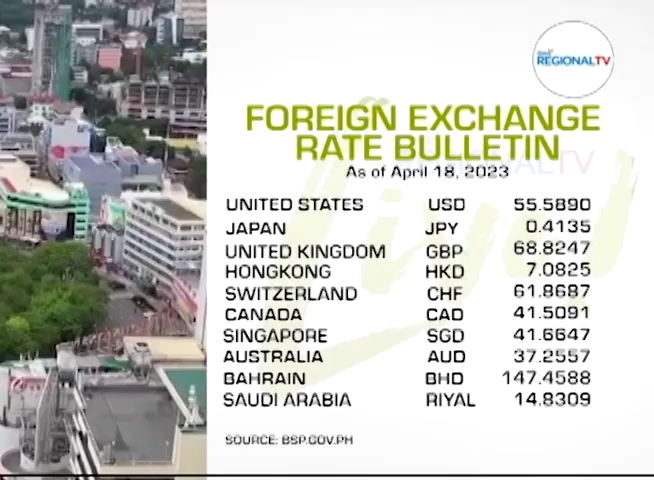 REGIONALTV
FOREIGN EXCHANGE
RATE BULLETIN
As of April 18, 2023
UNITED STATES USD 55.5890
JAPAN JPY 0.4135
UNITED KINGDOM GBP 68.8247
HONGKONG HKD 7.0825
SWITZERLAND CHF 61.8687
CANADA CAD 41.5091
SINGAPORE SGD 41.6647
AUSTRALIA AUD 37.2557
BAHRAIN BHD 147.4588
SAUDI ARABIA RIYAL 14.8309
SOURCE: BSP.GOV.PH